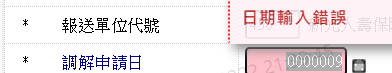 日期輸入錯誤
* 報送單位代號
* 調解申請日 0000009